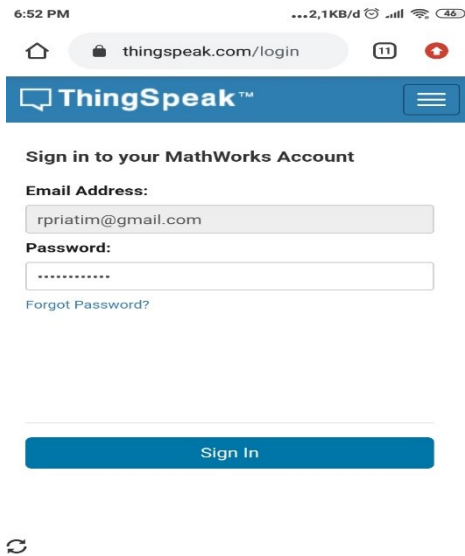 6:52 PM
...2,1KB/d
46
thingspeak.com/login
11
ThingSpeak™
Sign in to your MathWorks Account
Email Address:
rpriatim@gmail.com
Password:
••••••••••••
Forgot Password?
Sign In